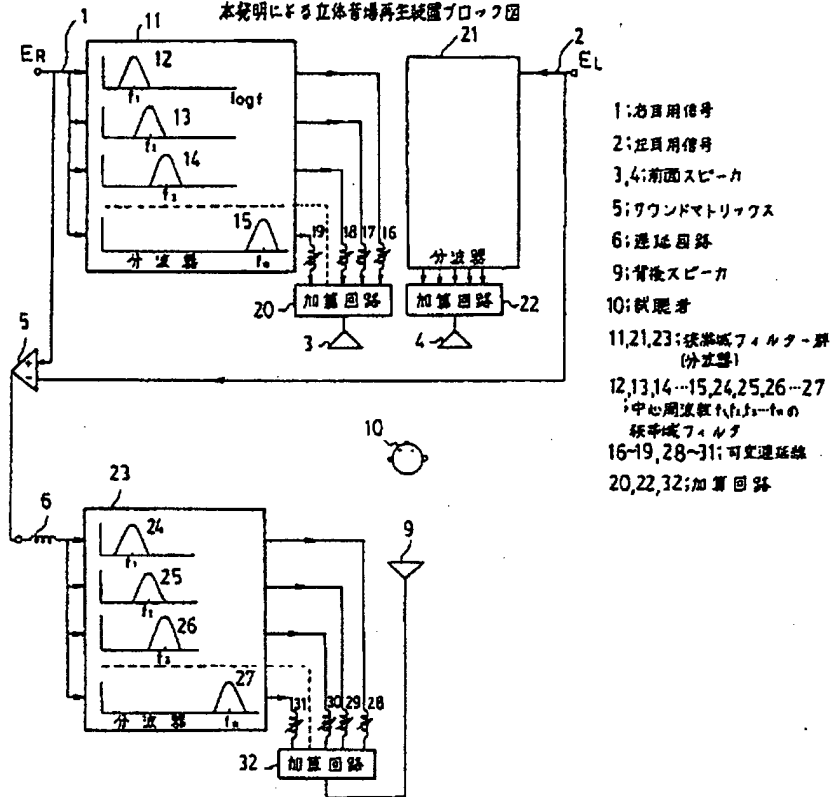 本発明による立体音場再生装置ブロック図
1
11
21
2
ER
EL
12
f₁
logf
13
f₂
14
f₃
15
fₙ
分波器
19
18
17
16
分波器
20
加算回路
加算回路
22
3
4
5
10
6
23
9
24
f₁
25
f₂
26
f₃
27
fₙ
分波器
31
30
29
28
32
加算回路
1;右耳用信号
2;左耳用信号
3,4;前面スピーカ
5;サウンドマトリックス
6;遅延回路
9;背後スピーカ
10;試聴者
11,21,23;狭帯域フィルター群
(分波器)
12,13,14…15,24,25,26…27
;中心周波数f₁,f₂,f₃…fₙの
狭帯域フィルタ
16~19,28~31;可変遅延線
20,22,32;加算回路